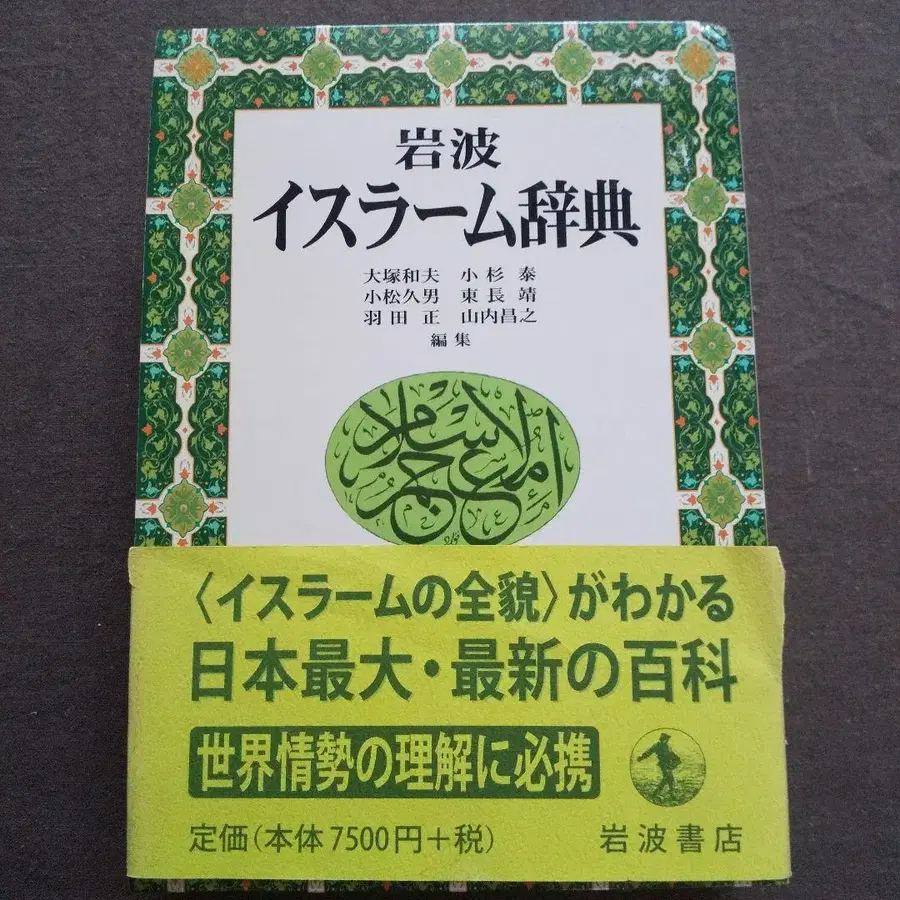 岩波
イスラーム辞典
大塚和夫 小杉 泰
小松久男 東長 靖
羽田 正 山内昌之
編集
〈イスラームの全貌〉がわかる
日本最大・最新の百科
世界情勢の理解に必携
定価(本体7500円+税)
岩波書店